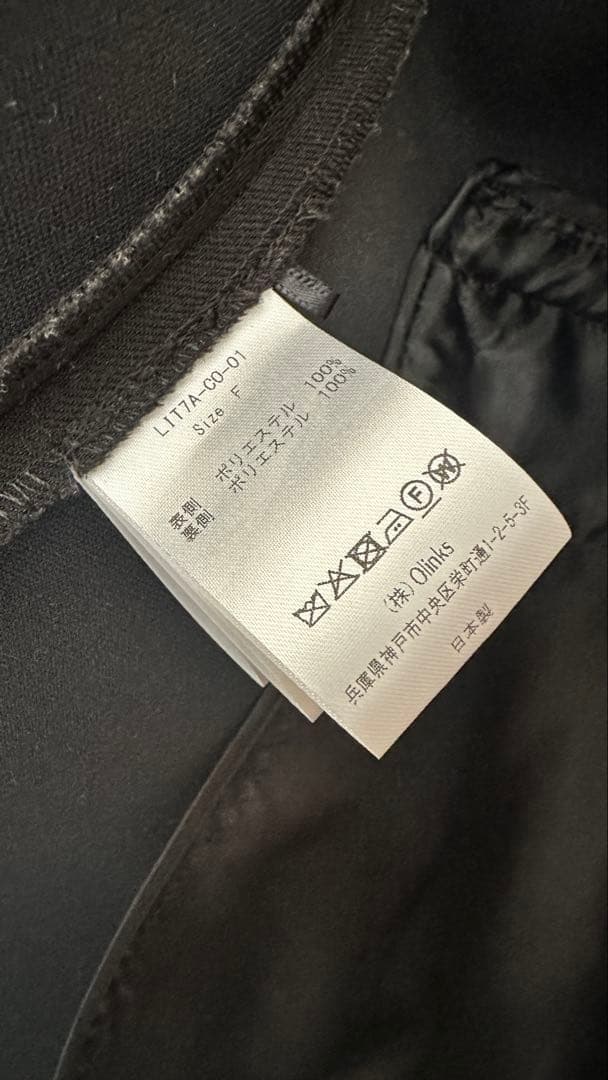 LIT7A-CO-01
Size F
表側 ポリエステル 100%
裏側 ポリエステル 100%
F W
(株) Olinks
兵庫県神戸市中央区栄町通1-2-5-3F
日本製